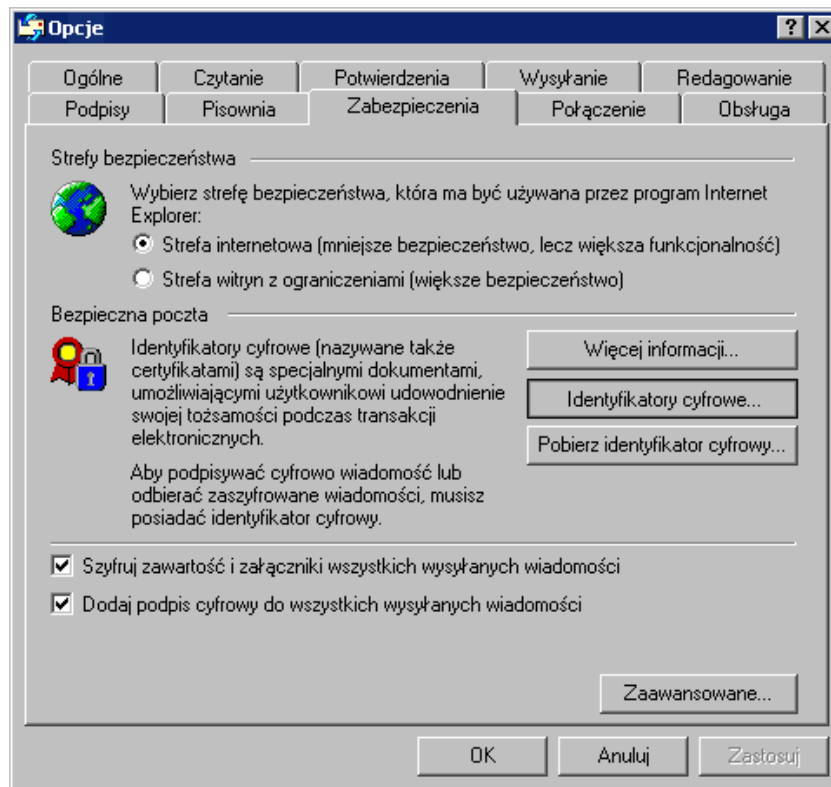 Opcje
Ogólne Czytanie Potwierdzenia Wysyłanie Redagowanie
Podpisy Pisownia Zabezpieczenia Połączenie Obsługa
Strefy bezpieczeństwa
Wybierz strefę bezpieczeństwa, która ma być używana przez program Internet
Explorer:
Strefa internetowa (mniejsze bezpieczeństwo, lecz większa funkcjonalność)
Strefa witryn z ograniczeniami (większe bezpieczeństwo)
Bezpieczna poczta
Identyfikatory cyfrowe (nazywane także
certyfikatami) są specjalnymi dokumentami,
umożliwiającymi użytkownikowi udowodnienie
swojej tożsamości podczas transakcji
elektronicznych.
Więcej informacji...
Identyfikatory cyfrowe...
Pobierz identyfikator cyfrowy...
Aby podpisywać cyfrowo wiadomość lub
odbierać zaszyfrowane wiadomości, musisz
posiadać identyfikator cyfrowy.
Szyfruj zawartość i załączniki wszystkich wysyłanych wiadomości
Dodaj podpis cyfrowy do wszystkich wysyłanych wiadomości
Zaawansowane...
OK Anuluj Zastosuj